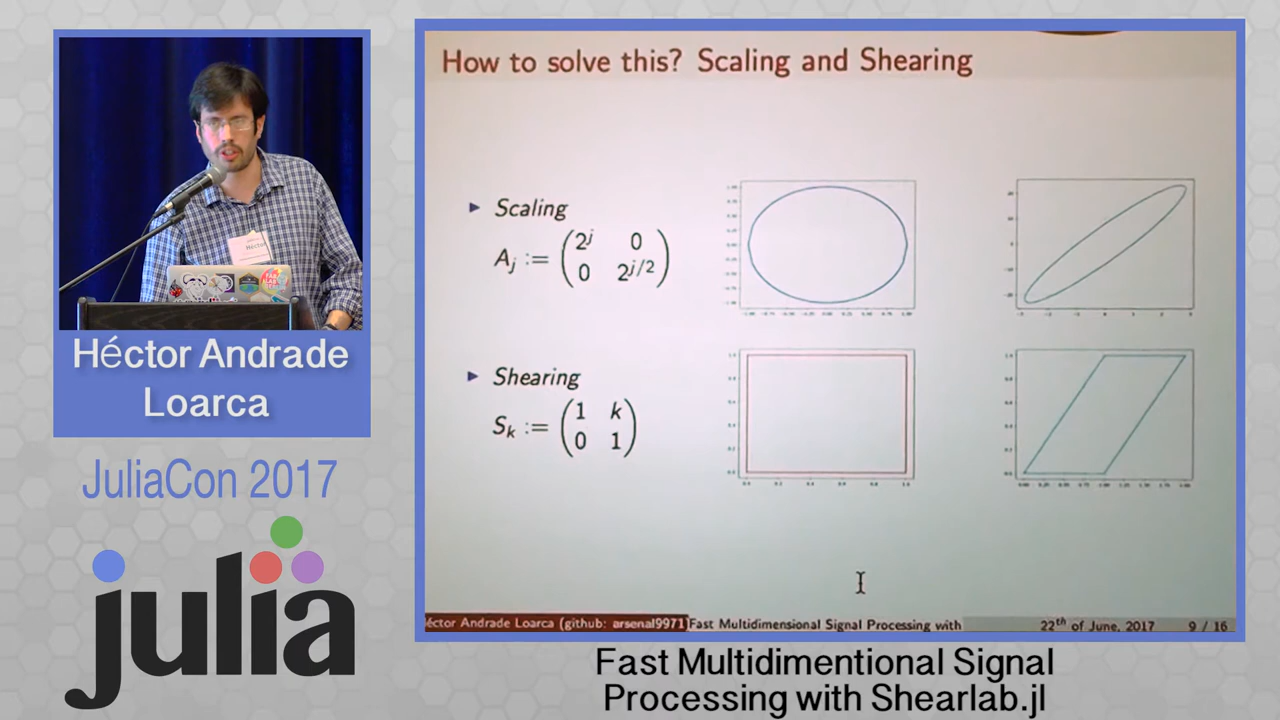 How to solve this? Scaling and Shearing
Scaling
A_j := (2^j 0
0 2^{j/2})
Shearing
S_k := (1 k
0 1)
Héctor
Héctor Andrade
Loarca
JuliaCon 2017
julia
éctor Andrade Loarca (github: arsenal9971) Fast Multidimensional Signal Processing with 22th of June, 2017 9 / 16
Fast Multidimentional Signal
Processing with Shearlab.jl